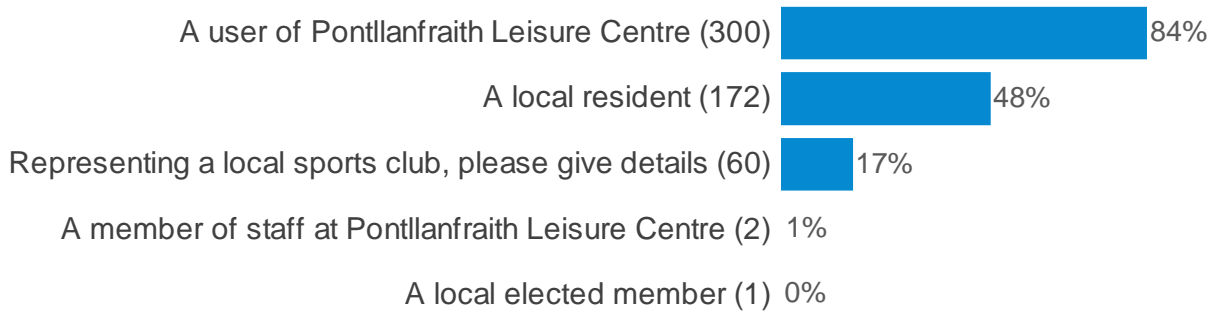 A user of Pontllanfraith Leisure Centre (300) 84%
A local resident (172) 48%
Representing a local sports club, please give details (60) 17%
A member of staff at Pontllanfraith Leisure Centre (2) 1%
A local elected member (1) 0%